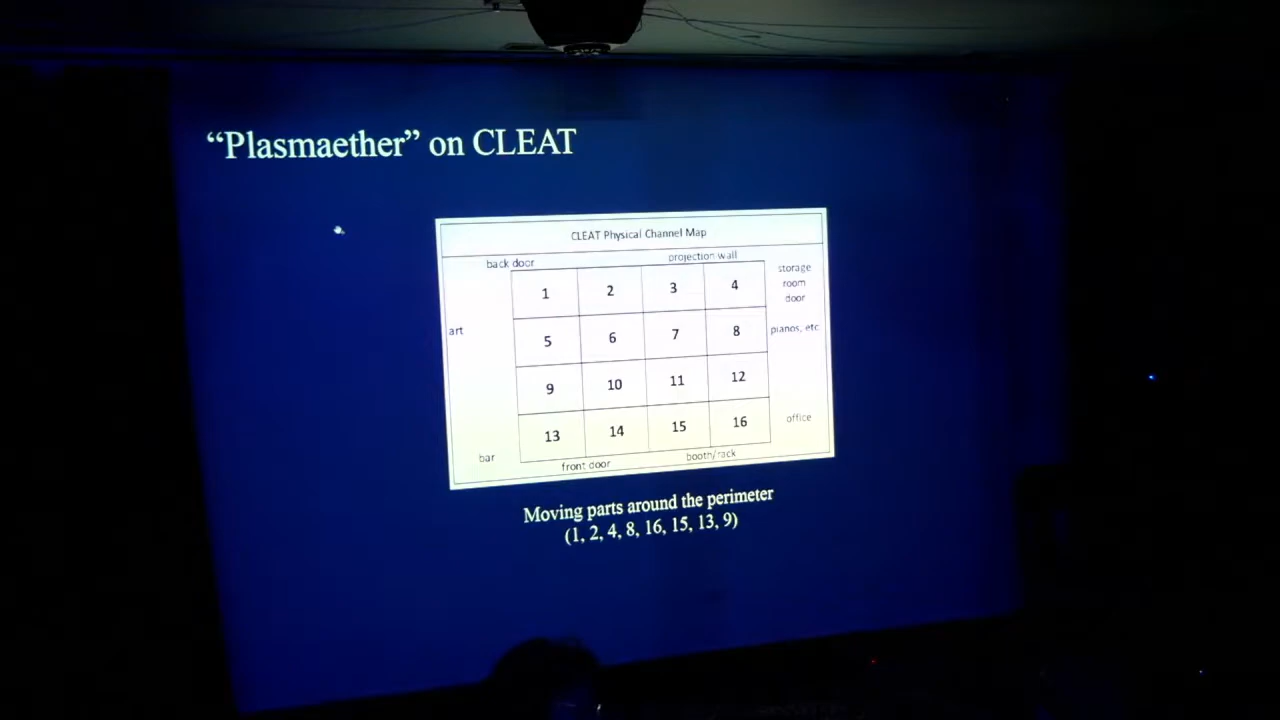 “Plasmaether” on CLEAT
CLEAT Physical Channel Map
back door
projection wall
storage
room
door
1 2 3 4
art
pianos, etc
5 6 7 8
9 10 11 12
office
13 14 15 16
bar
front door
booth/rack
Moving parts around the perimeter
(1, 2, 4, 8, 16, 15, 13, 9)